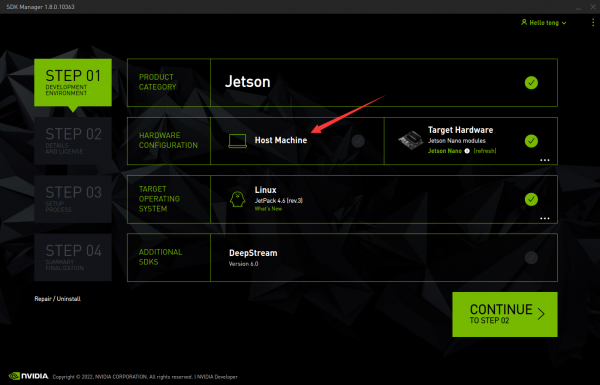 SDK Manager 1.8.0.10363
Hello tong
STEP 01
DEVELOPMENT
ENVIRONMENT
PRODUCT
CATEGORY
Jetson
STEP 02
DETAILS
AND LICENSE
HARDWARE
CONFIGURATION
Host Machine
Target Hardware
Jetson Nano modules
Jetson Nano (refresh)
STEP 03
SETUP
PROCESS
TARGET
OPERATING
SYSTEM
Linux
JetPack 4.6 (rev.3)
What's New
STEP 04
SUMMARY
FINALIZATION
ADDITIONAL
SDKS
DeepStream
Version 6.0
Repair / Uninstall
CONTINUE
TO STEP 02
NVIDIA Copyright © 2022, NVIDIA CORPORATION. All rights reserved. | NVIDIA Developer